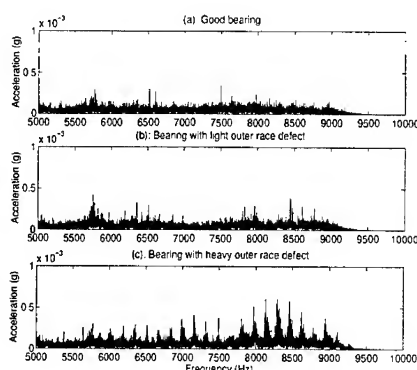 (a) Good bearing
x 10⁻³
1
0.5
0
Acceleration (g)
5000 5500 6000 6500 7000 7500 8000 8500 9000 9500 10000
(b): Bearing with light outer race defect
x 10⁻³
1
0.5
0
Acceleration (g)
5000 5500 6000 6500 7000 7500 8000 8500 9000 9500 10000
(c). Bearing with heavy outer race defect
x 10⁻³
1
0.5
0
Acceleration (g)
5000 5500 6000 6500 7000 7500 8000 8500 9000 9500 10000
Frequency (Hz)